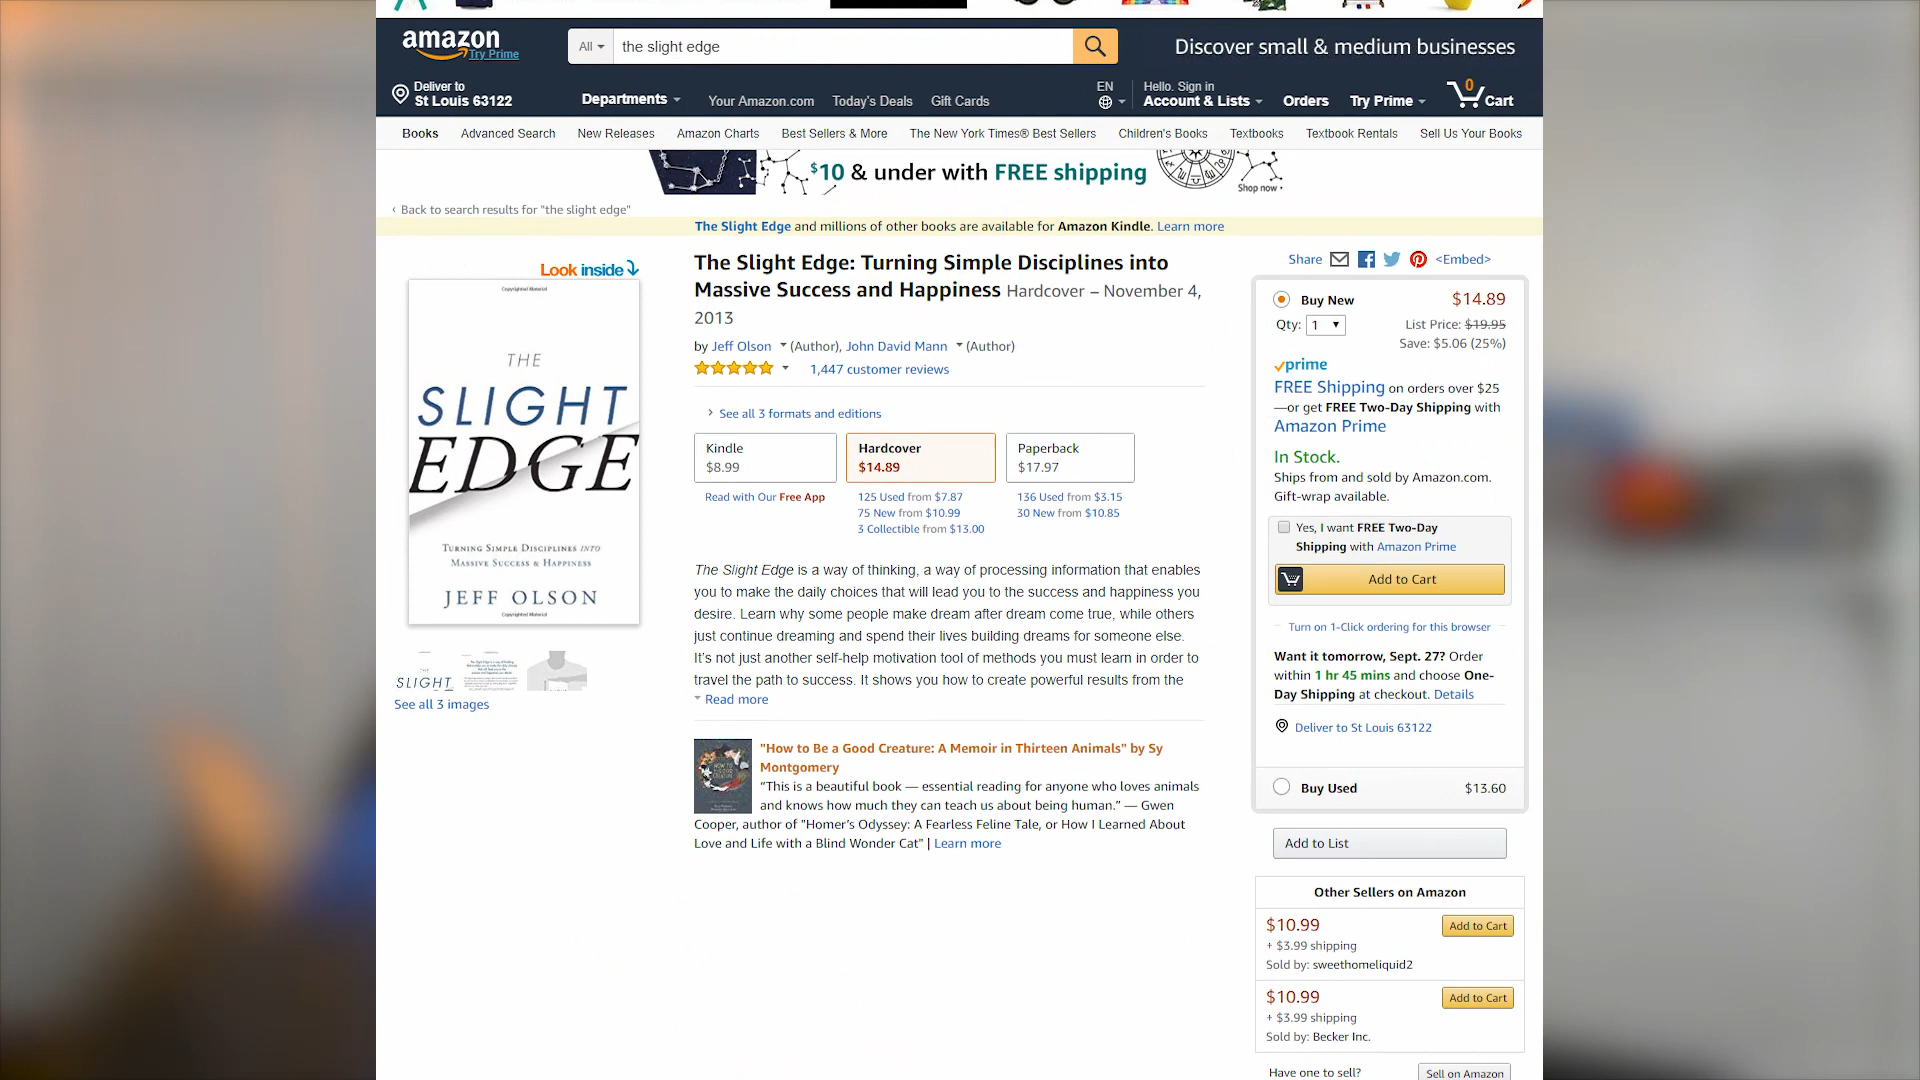 amazon
Try Prime
All
the slight edge
Discover small & medium businesses
Deliver to
St Louis 63122
Departments
Your Amazon.com
Today's Deals
Gift Cards
EN
Hello. Sign in
Account & Lists
Orders
Try Prime
0
Cart
Books
Advanced Search
New Releases
Amazon Charts
Best Sellers & More
The New York Times® Best Sellers
Children's Books
Textbooks
Textbook Rentals
Sell Us Your Books
$10 & under with FREE shipping
Shop now ›
‹ Back to search results for "the slight edge"
The Slight Edge and millions of other books are available for Amazon Kindle. Learn more
Look inside
Copyrighted Material
THE
SLIGHT
EDGE
TURNING SIMPLE DISCIPLINES INTO
MASSIVE SUCCESS & HAPPINESS
JEFF OLSON
Copyrighted Material
THE
SLIGHT
See all 3 images
The Slight Edge: Turning Simple Disciplines into
Massive Success and Happiness Hardcover – November 4,
2013
by Jeff Olson (Author), John David Mann (Author)
1,447 customer reviews
› See all 3 formats and editions
Kindle
$8.99
Read with Our Free App
Hardcover
$14.89
125 Used from $7.87
75 New from $10.99
3 Collectible from $13.00
Paperback
$17.97
136 Used from $3.15
30 New from $10.85
The Slight Edge is a way of thinking, a way of processing information that enables
you to make the daily choices that will lead you to the success and happiness you
desire. Learn why some people make dream after dream come true, while others
just continue dreaming and spend their lives building dreams for someone else.
It's not just another self-help motivation tool of methods you must learn in order to
travel the path to success. It shows you how to create powerful results from the
Read more
"How to Be a Good Creature: A Memoir in Thirteen Animals" by Sy
Montgomery
“This is a beautiful book — essential reading for anyone who loves animals
and knows how much they can teach us about being human.” — Gwen
Cooper, author of "Homer's Odyssey: A Fearless Feline Tale, or How I Learned About
Love and Life with a Blind Wonder Cat" | Learn more
Share <Embed>
Buy New
$14.89
Qty: 1
List Price: $19.95
Save: $5.06 (25%)
prime
FREE Shipping on orders over $25
—or get FREE Two-Day Shipping with
Amazon Prime
In Stock.
Ships from and sold by Amazon.com.
Gift-wrap available.
Yes, I want FREE Two-Day
Shipping with Amazon Prime
Add to Cart
Turn on 1-Click ordering for this browser
Want it tomorrow, Sept. 27? Order
within 1 hr 45 mins and choose One-
Day Shipping at checkout. Details
Deliver to St Louis 63122
Buy Used
$13.60
Add to List
Other Sellers on Amazon
$10.99
Add to Cart
+ $3.99 shipping
Sold by: sweethomeliquid2
$10.99
Add to Cart
+ $3.99 shipping
Sold by: Becker Inc.
Have one to sell?
Sell on Amazon